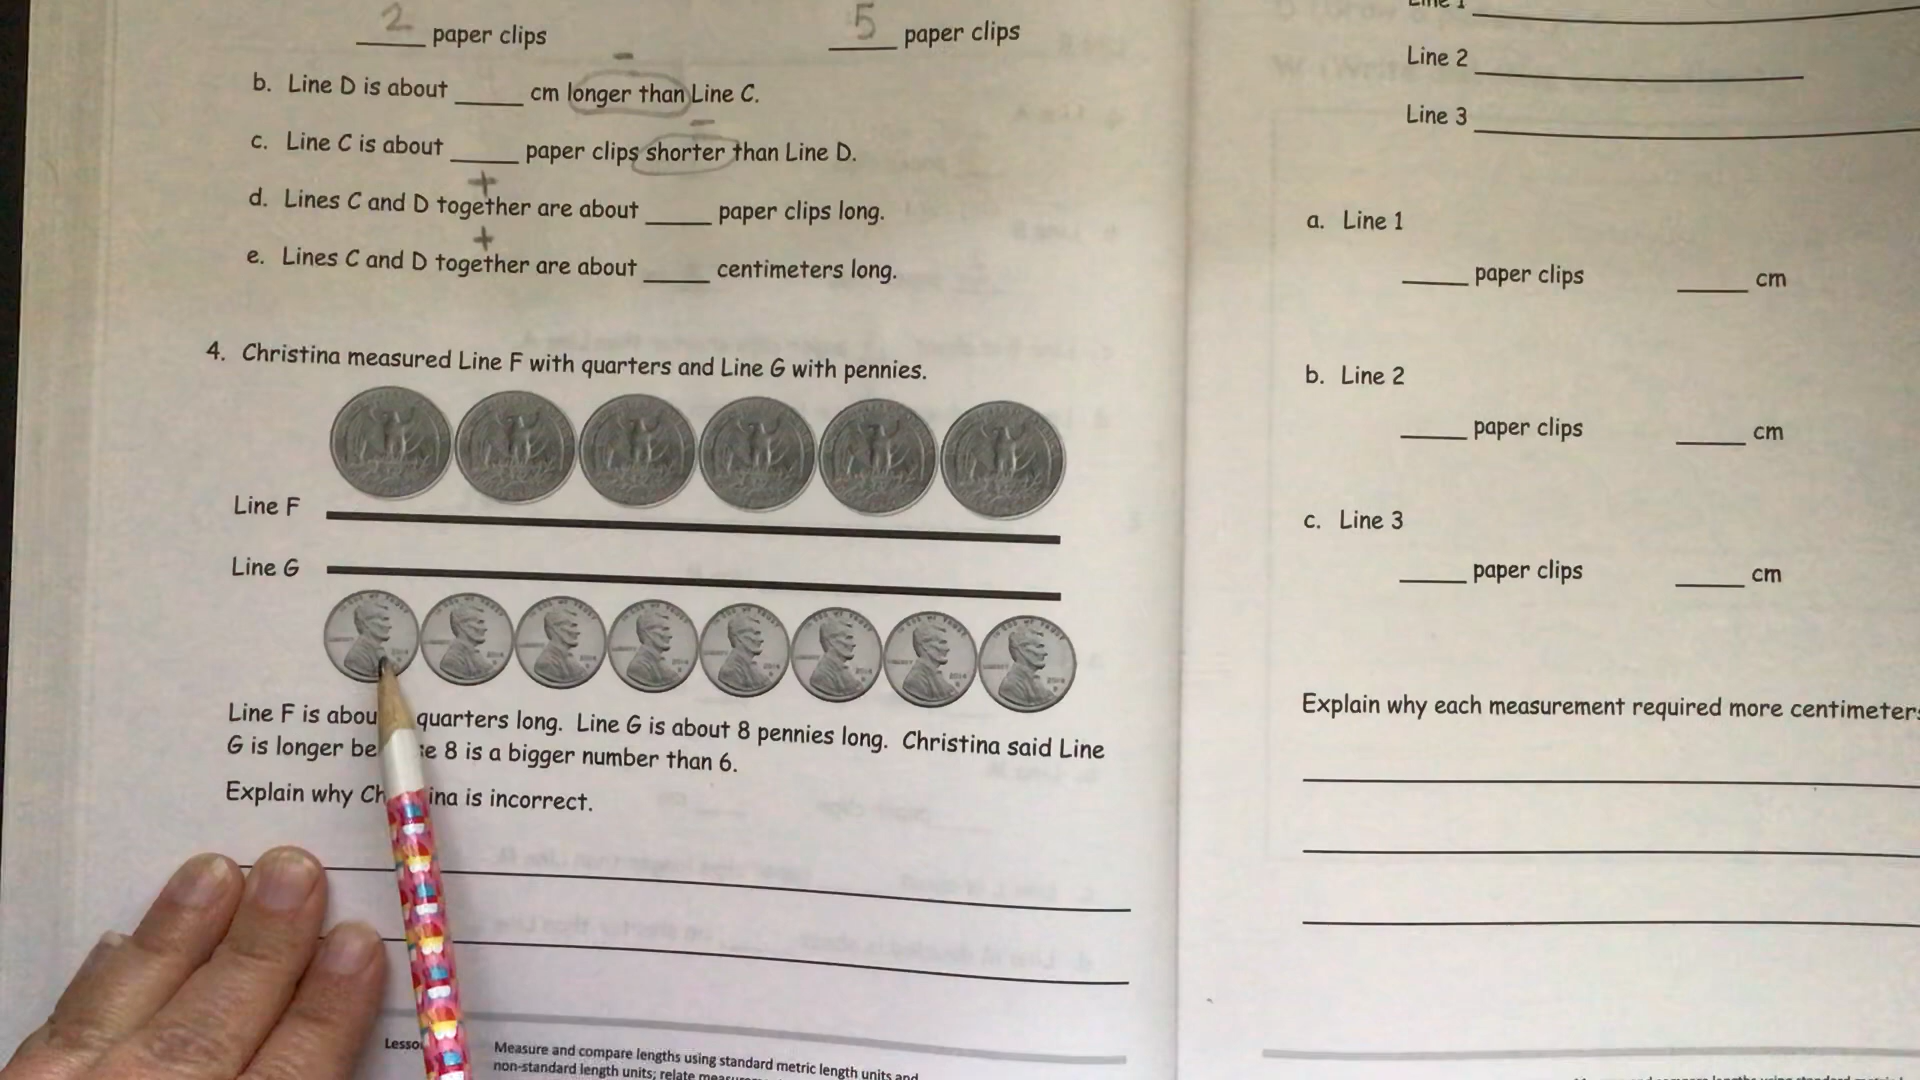 2 paper clips 5 paper clips
-
b. Line D is about ____ cm longer than Line C.
-
c. Line C is about ____ paper clips shorter than Line D.
+
d. Lines C and D together are about ____ paper clips long.
+
e. Lines C and D together are about ____ centimeters long.
4. Christina measured Line F with quarters and Line G with pennies.
Line F
Line G
Line F is quarters long. Line G is about 8 pennies long. Christina said Line
G is longer 8 is a bigger number than 6.
Explain why is incorrect.
Measure and compare lengths using standard metric length units and
non-standard length units; relate
Line 1
Line 2
Line 3
a. Line 1
____ paper clips ____ cm
b. Line 2
____ paper clips ____ cm
c. Line 3
____ paper clips ____ cm
Explain why each measurement required more centimeters